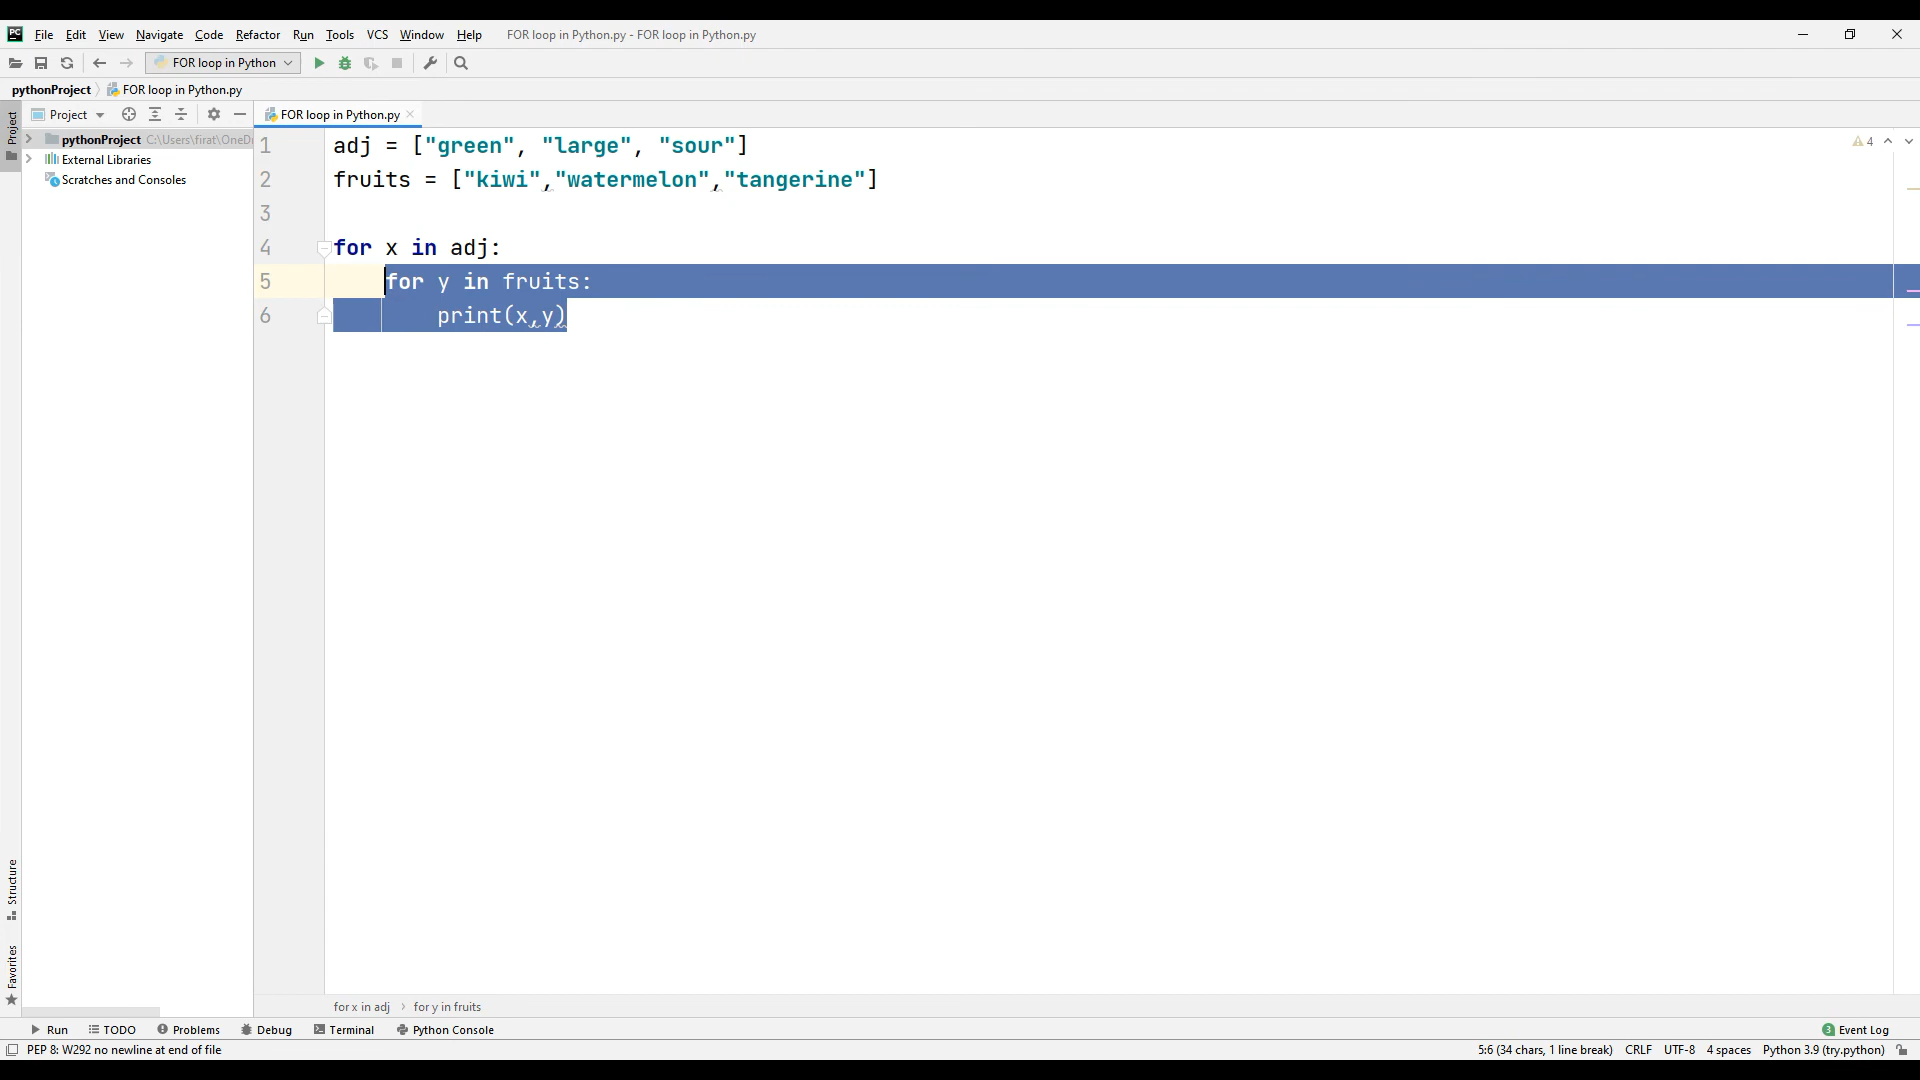 PC File Edit View Navigate Code Refactor Run Tools VCS Window Help FOR loop in Python.py - FOR loop in Python.py
FOR loop in Python
pythonProject FOR loop in Python.py
Project FOR loop in Python.py
Project
pythonProject C:\Users\firat\OneD
External Libraries
Scratches and Consoles
1 adj = ["green", "large", "sour"]
4
2 fruits = ["kiwi","watermelon","tangerine"]
3
4 for x in adj:
5 for y in fruits:
6 print(x,y)
Structure
Favorites
for x in adj for y in fruits
Run TODO Problems Debug Terminal Python Console 3 Event Log
PEP 8: W292 no newline at end of file 5:6 (34 chars, 1 line break) CRLF UTF-8 4 spaces Python 3.9 (try.python)